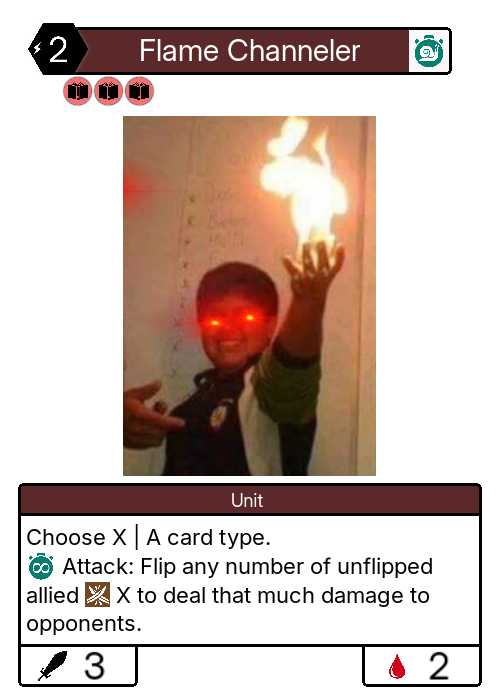 2 Flame Channeler
Unit
Choose X | A card type.
Attack: Flip any number of unflipped
allied X to deal that much damage to
opponents.
3 2